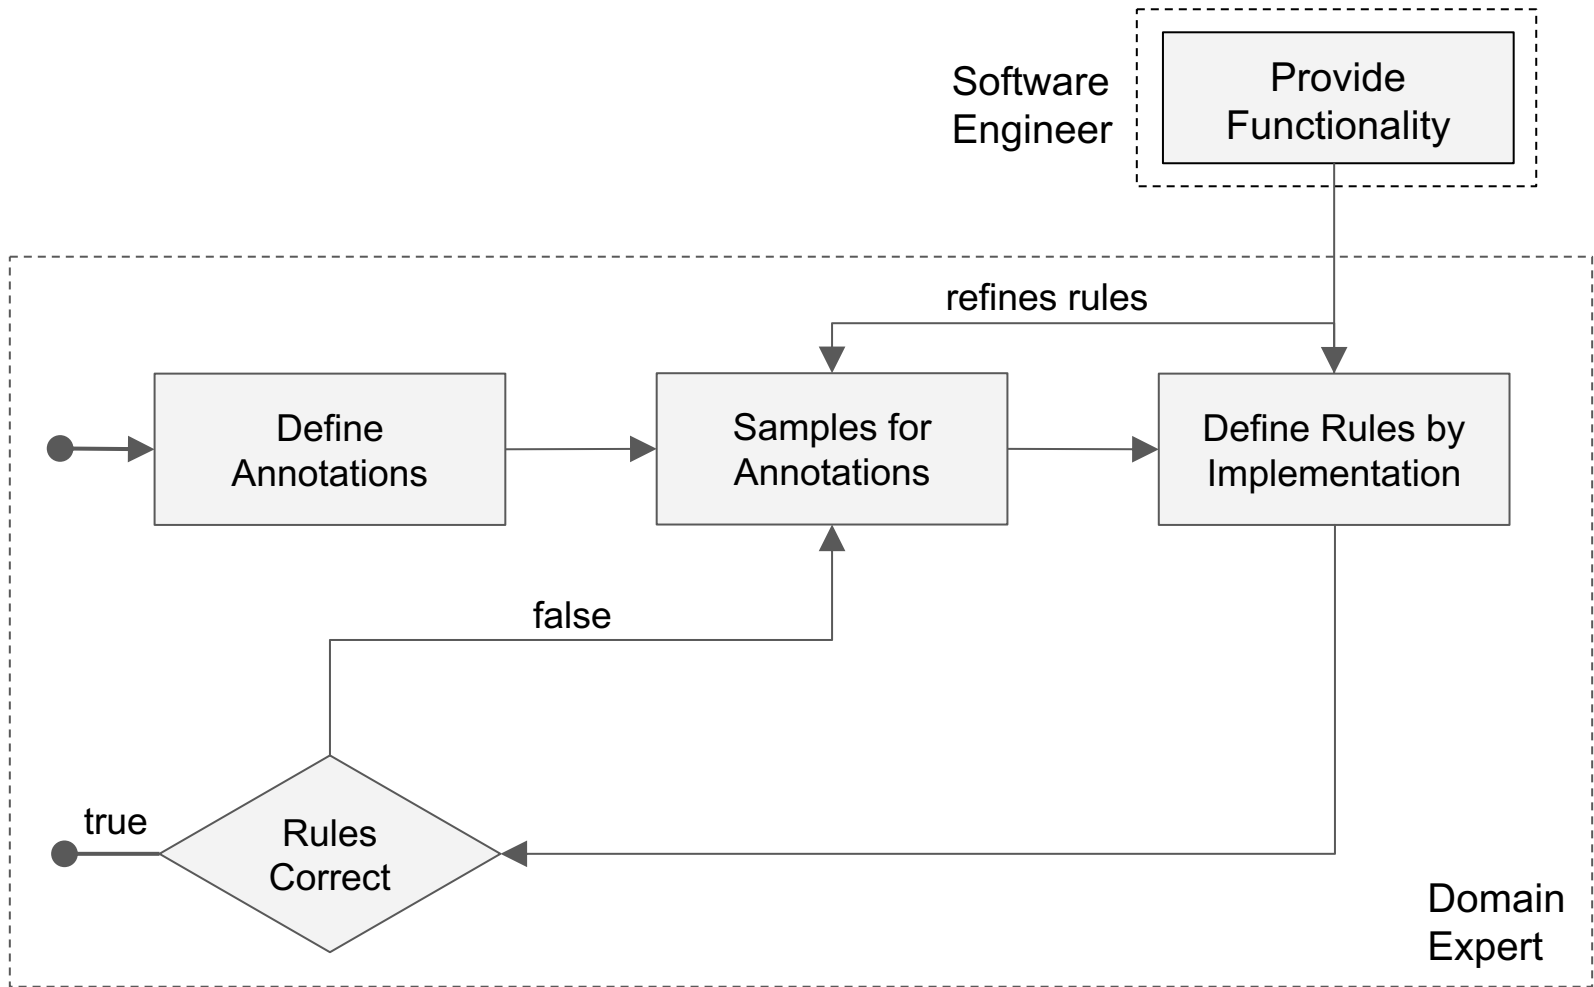 Software
Engineer
Provide
Functionality
refines rules
Define
Annotations
Samples for
Annotations
Define Rules by
Implementation
false
true
Rules
Correct
Domain
Expert